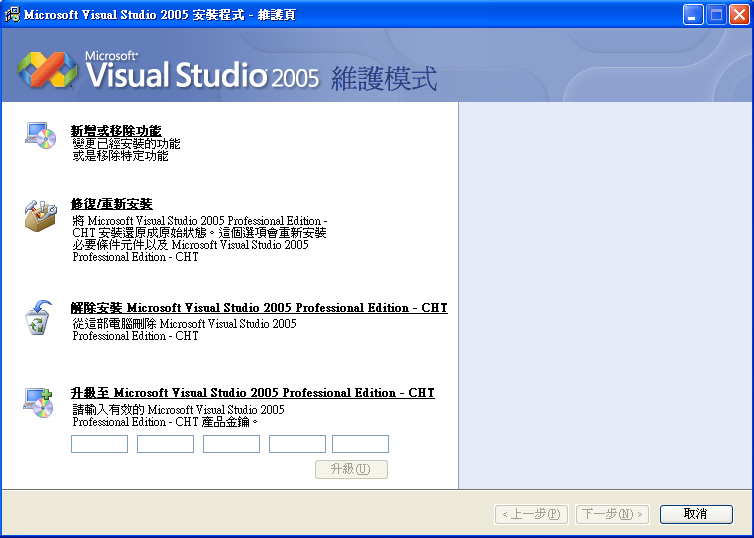 Microsoft Visual Studio 2005 安裝程式 - 維護頁
Microsoft®
Visual Studio 2005 維護模式
新增或移除功能
變更已經安裝的功能
或是移除特定功能
修復/重新安裝
將 Microsoft Visual Studio 2005 Professional Edition -
CHT 安裝還原成原始狀態。這個選項會重新安裝
必要條件元件以及 Microsoft Visual Studio 2005
Professional Edition - CHT
解除安裝 Microsoft Visual Studio 2005 Professional Edition - CHT
從這部電腦刪除 Microsoft Visual Studio 2005
Professional Edition - CHT
升級至 Microsoft Visual Studio 2005 Professional Edition - CHT
請輸入有效的 Microsoft Visual Studio 2005
Professional Edition - CHT 產品金鑰。
升級(U)
< 上一步(P)
下一步(N) >
取消